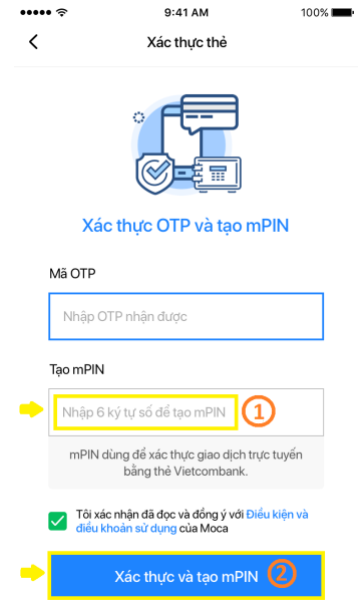 9:41 AM 100%
Xác thực thẻ
Xác thực OTP và tạo mPIN
Mã OTP
Nhập OTP nhận được
Tạo mPIN
Nhập 6 ký tự số để tạo mPIN 1
mPIN dùng để xác thực giao dịch trực tuyến
bằng thẻ Vietcombank.
Tôi xác nhận đã đọc và đồng ý với Điều kiện và
điều khoản sử dụng của Moca
Xác thực và tạo mPIN 2